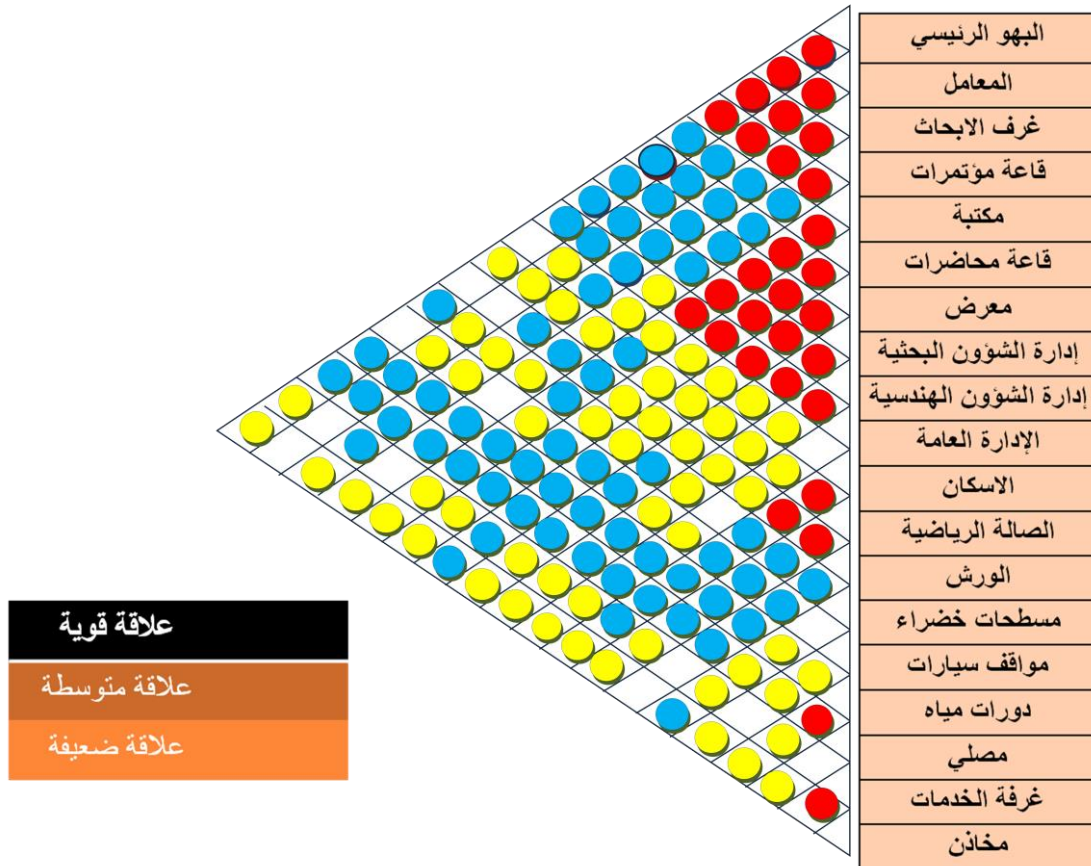 البهو الرئيسي
المعامل
غرف الابحاث
قاعة مؤتمرات
مكتبة
قاعة محاضرات
معرض
إدارة الشؤون البحثية
إدارة الشؤون الهندسية
الإدارة العامة
الاسكان
الصالة الرياضية
الورش
مسطحات خضراء
مواقف سيارات
دورات مياه
مصلي
غرفة الخدمات
مخاذن
علاقة قوية
علاقة متوسطة
علاقة ضعيفة